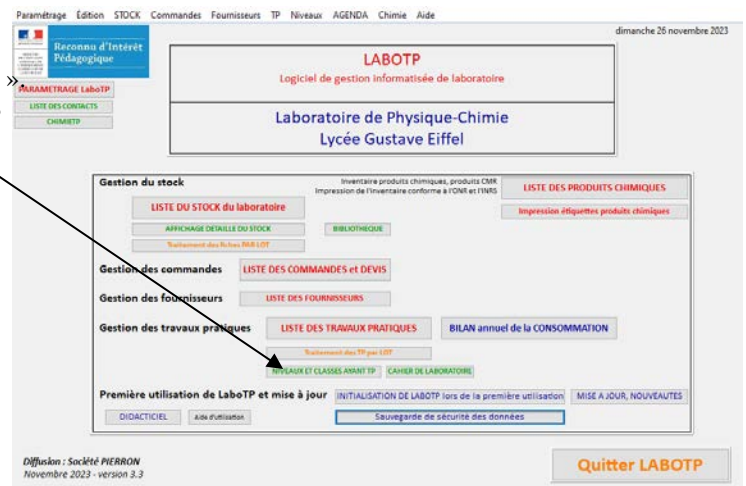 Paramétrage Édition STOCK Commandes Fournisseurs TP Niveaux AGENDA Chimie Aide
dimanche 26 novembre 2023
Reconnu d'Intérêt
Pédagogique
».
PARAMETRAGE LaboTP
LISTE DES CONTACTS
CHIMIETP
LABOTP
Logiciel de gestion informatisée de laboratoire
Laboratoire de Physique-Chimie
Lycée Gustave Eiffel
Gestion du stock
Inventaire produits chimiques, produits CMR
Impression de l'inventaire conforme à l'ONR et l'INRS
LISTE DES PRODUITS CHIMIQUES
LISTE DU STOCK du laboratoire
Impression étiquettes produits chimiques
AFFICHAGE DETAILLE DU STOCK BIBLIOTHEQUE
Traitement des fiches PAR LOT
Gestion des commandes LISTE DES COMMANDES et DEVIS
Gestion des fournisseurs LISTE DES FOURNISSEURS
Gestion des travaux pratiques LISTE DES TRAVAUX PRATIQUES BILAN annuel de la CONSOMMATION
Traitement des TP par LOT
NIVEAUX ET CLASSES AYANT TP CAHIER DE LABORATOIRE
Première utilisation de LaboTP et mise à jour INITIALISATION DE LABOTP lors de la première utilisation MISE A JOUR, NOUVEAUTES
DIDACTICIEL Aide d'utilisation Sauvegarde de sécurité des données
Diffusion : Société PIERRON
Novembre 2023 - version 3.3
Quitter LABOTP